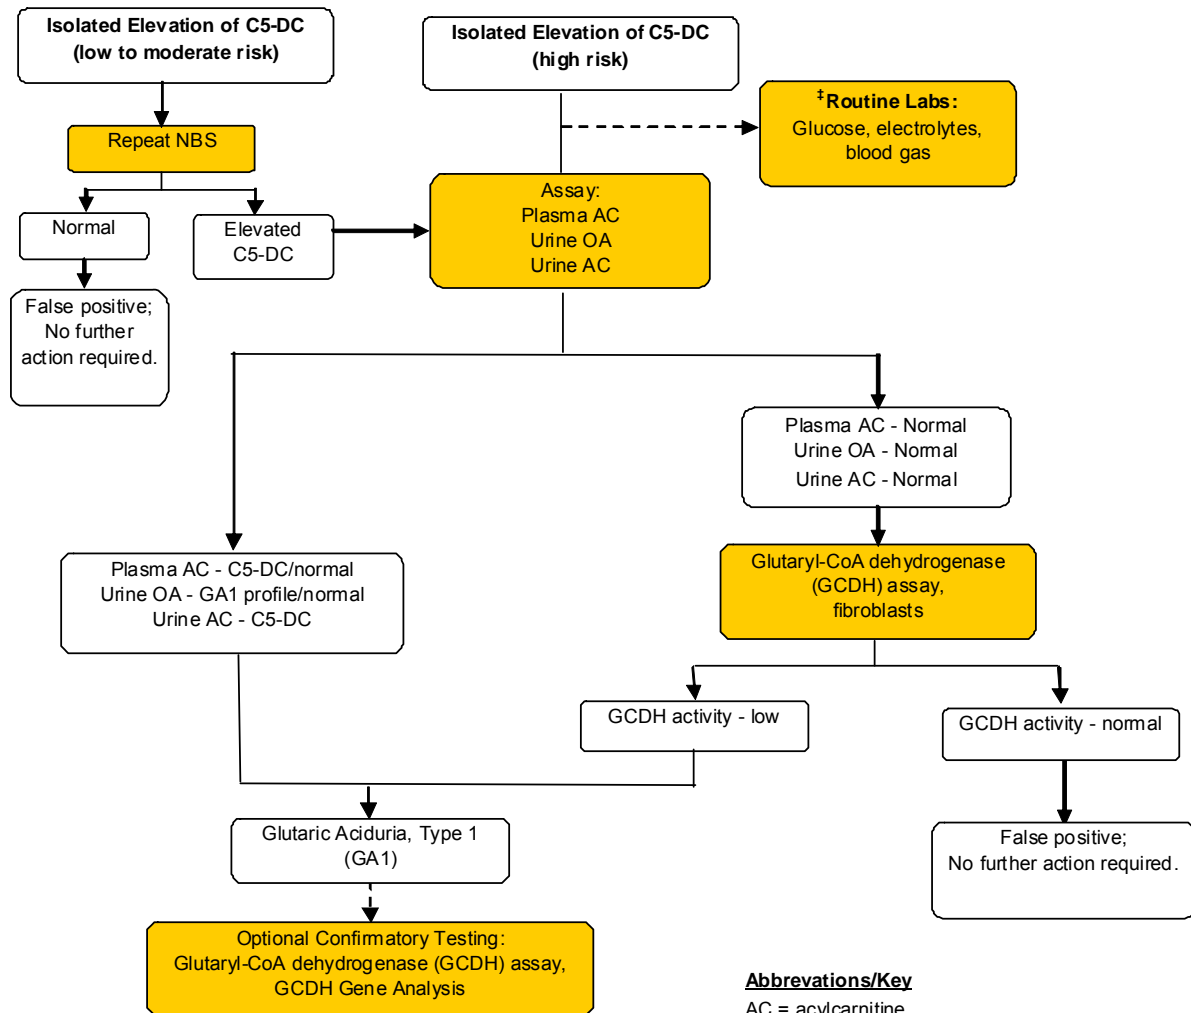 Isolated Elevation of C5-DC
(low to moderate risk)
Isolated Elevation of C5-DC
(high risk)
‡Routine Labs:
Glucose, electrolytes,
blood gas
Repeat NBS
Normal
Elevated
C5-DC
Assay:
Plasma AC
Urine OA
Urine AC
False positive;
No further
action required.
Plasma AC - Normal
Urine OA - Normal
Urine AC - Normal
Plasma AC - C5-DC/normal
Urine OA - GA1 profile/normal
Urine AC - C5-DC
Glutaryl-CoA dehydrogenase
(GCDH) assay,
fibroblasts
GCDH activity - low
GCDH activity - normal
Glutaric Aciduria, Type 1
(GA1)
False positive;
No further action required.
Optional Confirmatory Testing:
Glutaryl-CoA dehydrogenase (GCDH) assay,
GCDH Gene Analysis
Abbrevations/Key
AC = acylcarnitine